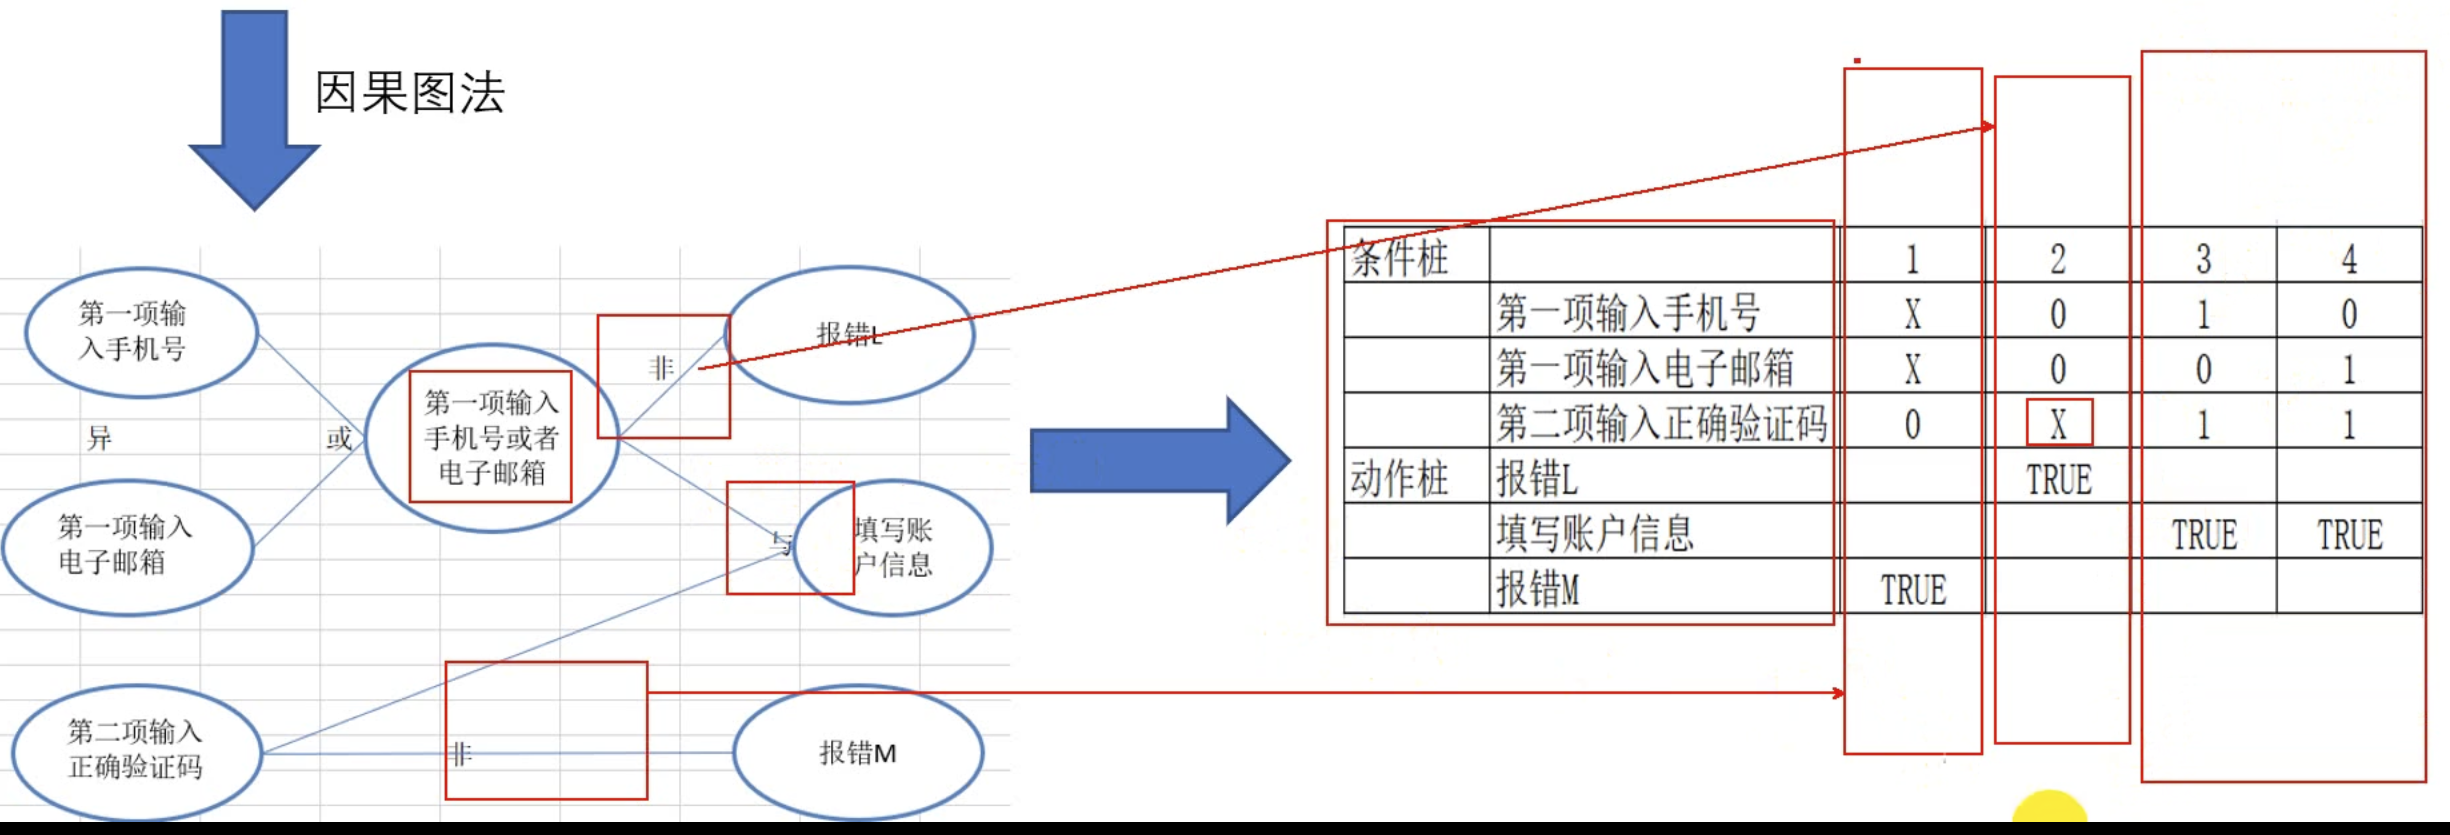 因果图法
第一项输
入手机号
异
或
第一项输入
电子邮箱
第一项输入
手机号或者
电子邮箱
非
报错L
与
填写账
户信息
第二项输入
正确验证码
非
报错M
条件桩 1 2 3 4
第一项输入手机号 X 0 1 0
第一项输入电子邮箱 X 0 0 1
第二项输入正确验证码 0 X 1 1
动作桩 报错L TRUE
填写账户信息 TRUE TRUE
报错M TRUE